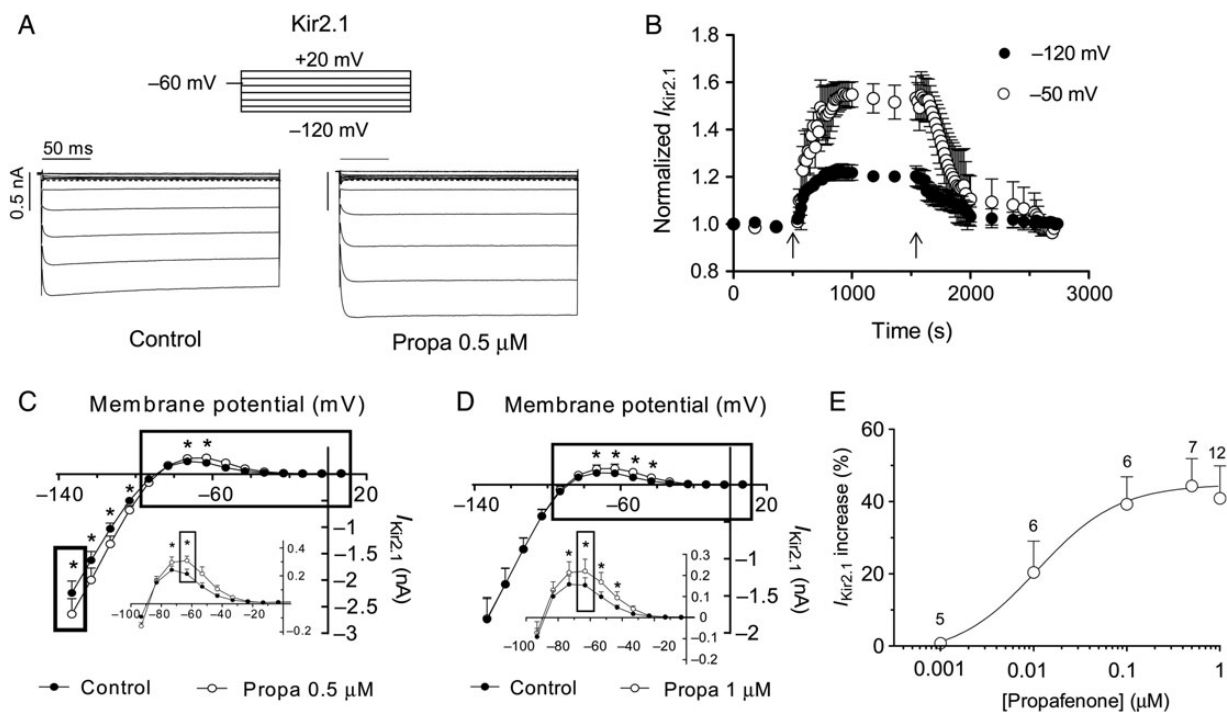 A
Kir2.1
+20 mV
–60 mV
–120 mV
50 ms
0.5 nA
Control
Propa 0.5 µM
B
–120 mV
–50 mV
Normalized IKir2.1
1.8
1.6
1.4
1.2
1.0
0.8
0
1000
2000
3000
Time (s)
C
Membrane potential (mV)
* *
–140
–60
20
*
*
*
*
–1
–1.5
–2
–2.5
–3
IKir2.1 (nA)
0.4
* *
0.2
–100 –80 –60 –40 –20
–0.2
Control
Propa 0.5 µM
D
Membrane potential (mV)
* * * *
–140
–60
20
–1
–1.5
–2
IKir2.1 (nA)
0.3
0.2
0.1
0
–0.1
–0.2
* * * *
–100 –80 –60 –40 –20
Control
Propa 1 µM
E
IKir2.1 increase (%)
60
40
20
0
5
6
6
7
12
0.001
0.01
0.1
1
[Propafenone] (µM)